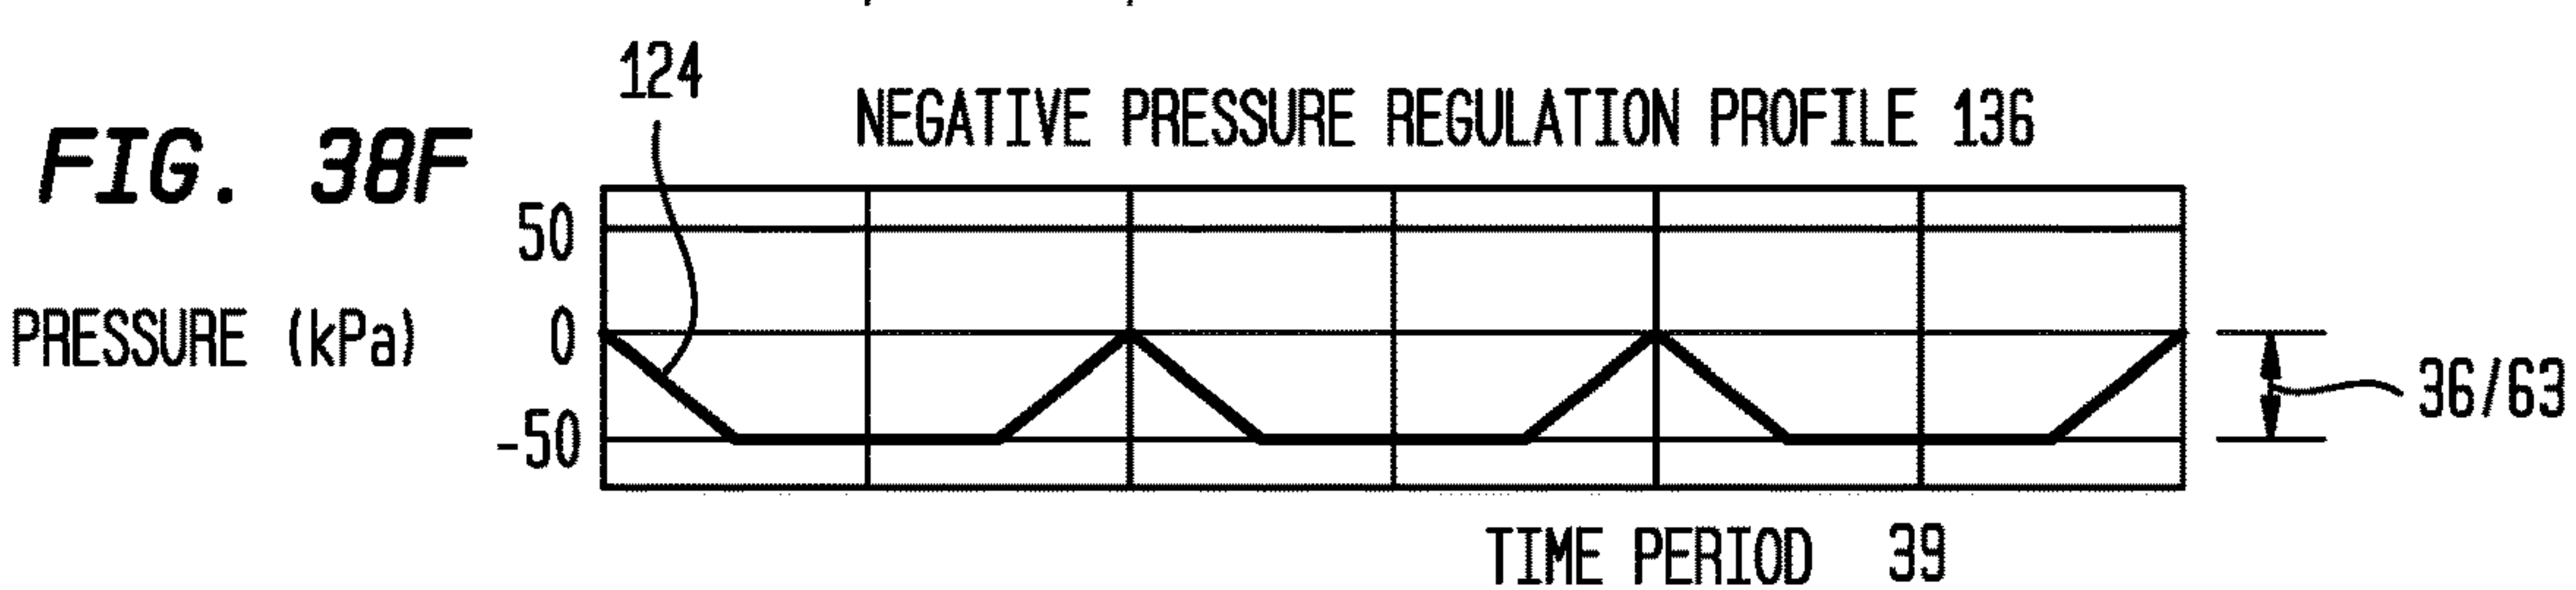 124
NEGATIVE PRESSURE REGULATION PROFILE 136
FIG. 38F
50
PRESSURE (kPa)
0
-50
36/63
TIME PERIOD 39